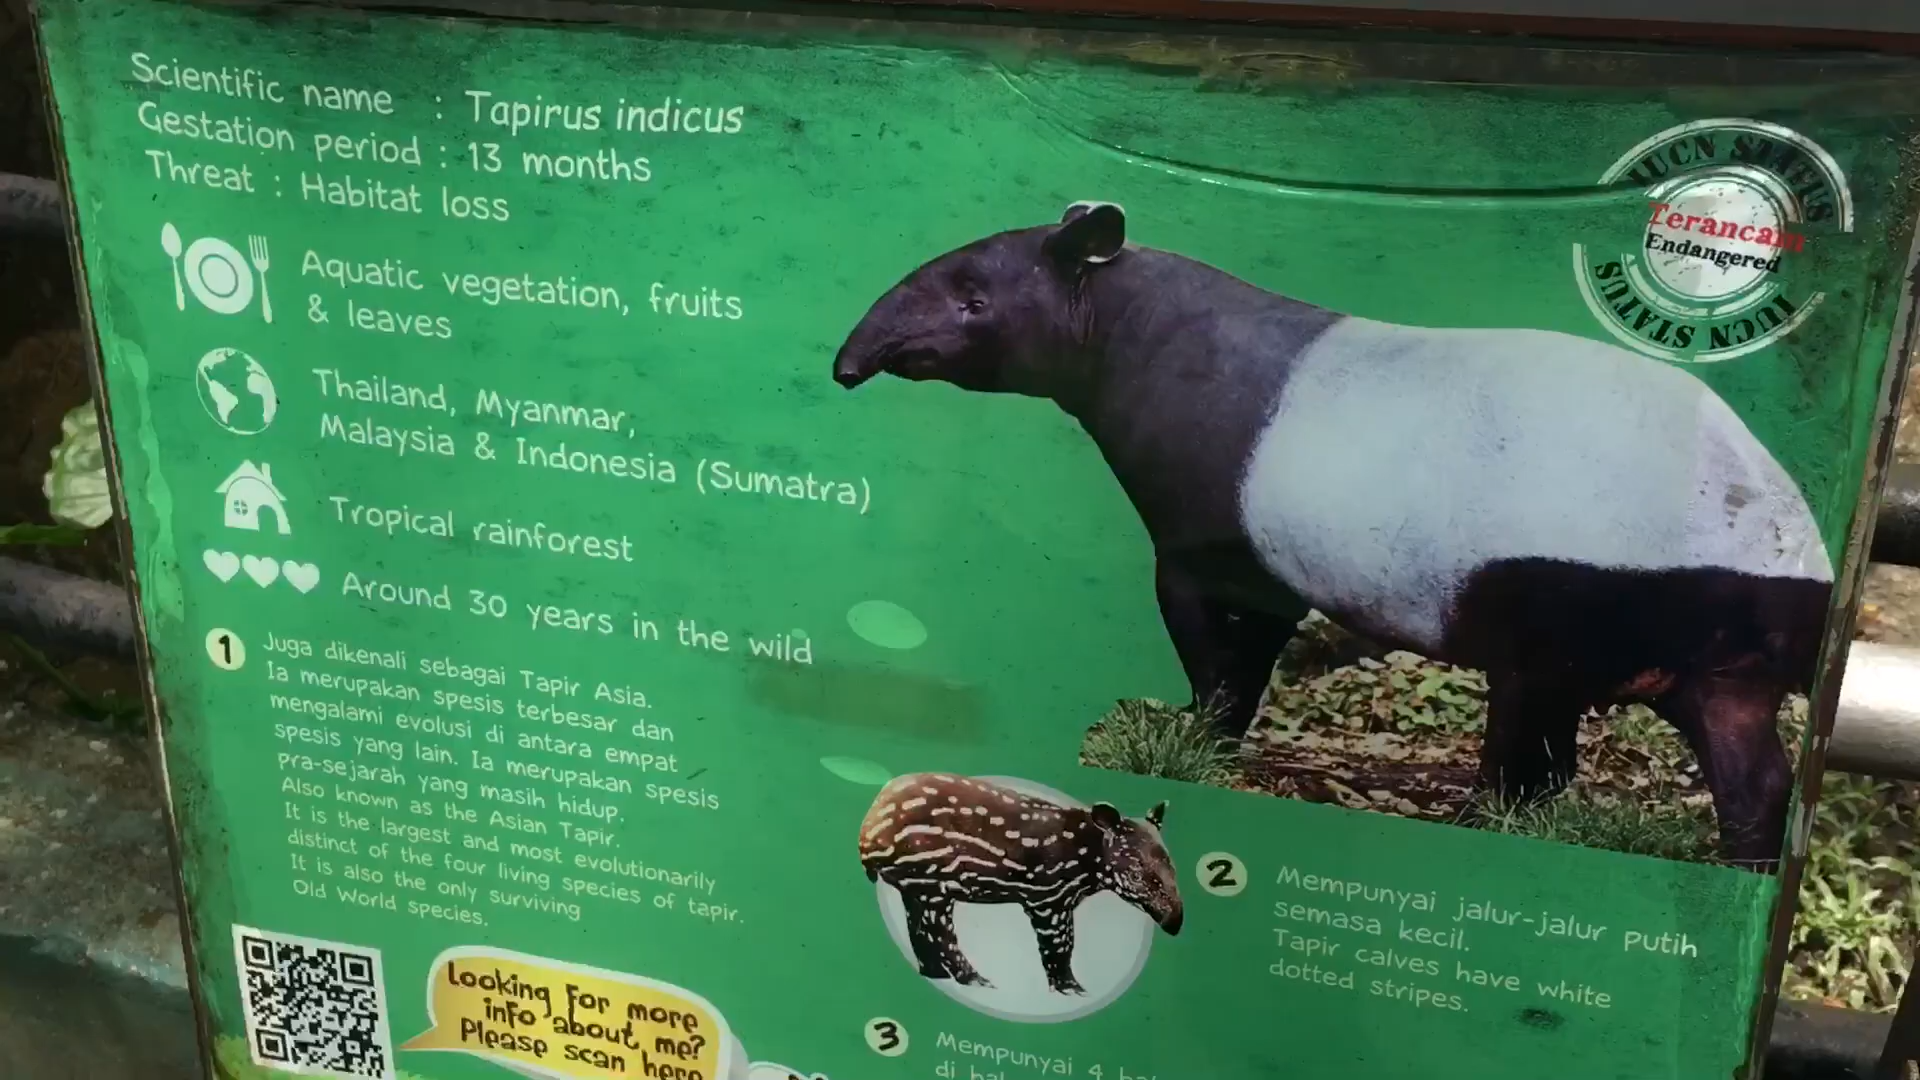 Scientific name : Tapirus indicus
Gestation period : 13 months
Threat : Habitat loss
Aquatic vegetation, fruits
& leaves
Thailand, Myanmar,
Malaysia & Indonesia (Sumatra)
Tropical rainforest
Around 30 years in the wild
IUCN STATUS
Terancam
Endangered
IUCN STATUS
1
Juga dikenali sebagai Tapir Asia.
Ia merupakan spesis terbesar dan
mengalami evolusi di antara empat
spesis yang lain. Ia merupakan spesis
pra-sejarah yang masih hidup.
Also known as the Asian Tapir.
It is the largest and most evolutionarily
distinct of the four living species of tapir.
It is also the only surviving
Old World species.
2
Mempunyai jalur-jalur putih
semasa kecil.
Tapir calves have white
dotted stripes.
Looking for more
info about me?
Please scan here
3
Mempunyai 4
di